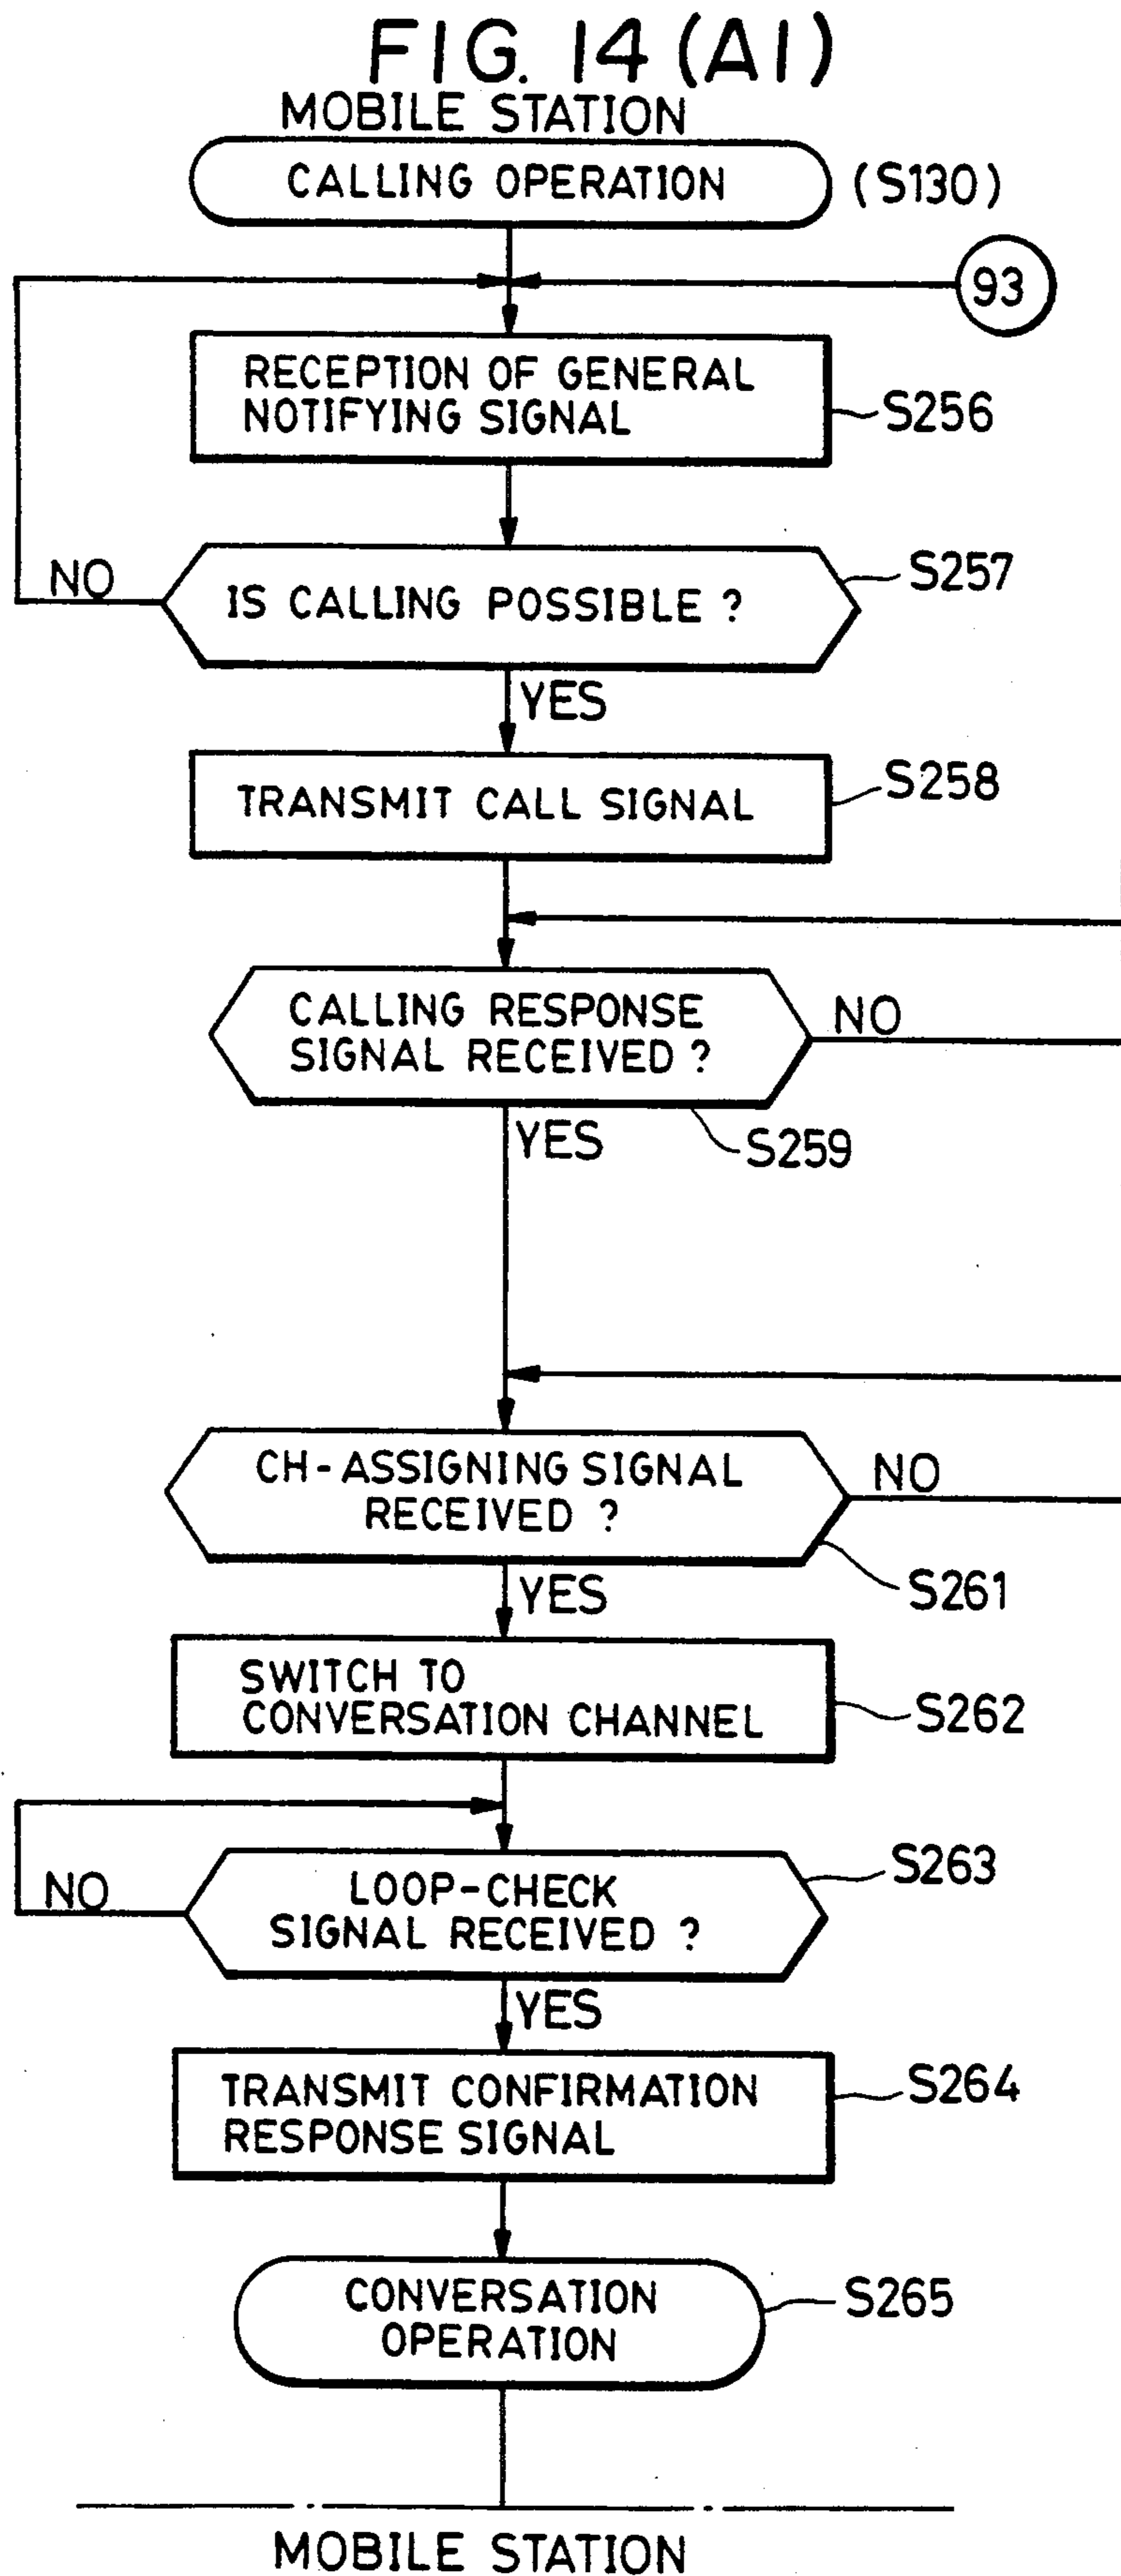 FIG. 14 (A1)
MOBILE STATION
CALLING OPERATION
(S130)
93
RECEPTION OF GENERAL
NOTIFYING SIGNAL
S256
NO
IS CALLING POSSIBLE ?
S257
YES
TRANSMIT CALL SIGNAL
S258
CALLING RESPONSE
SIGNAL RECEIVED ?
NO
YES
S259
CH-ASSIGNING SIGNAL
RECEIVED ?
NO
S261
YES
SWITCH TO
CONVERSATION CHANNEL
S262
NO
LOOP-CHECK
SIGNAL RECEIVED ?
S263
YES
TRANSMIT CONFIRMATION
RESPONSE SIGNAL
S264
CONVERSATION
OPERATION
S265
MOBILE STATION